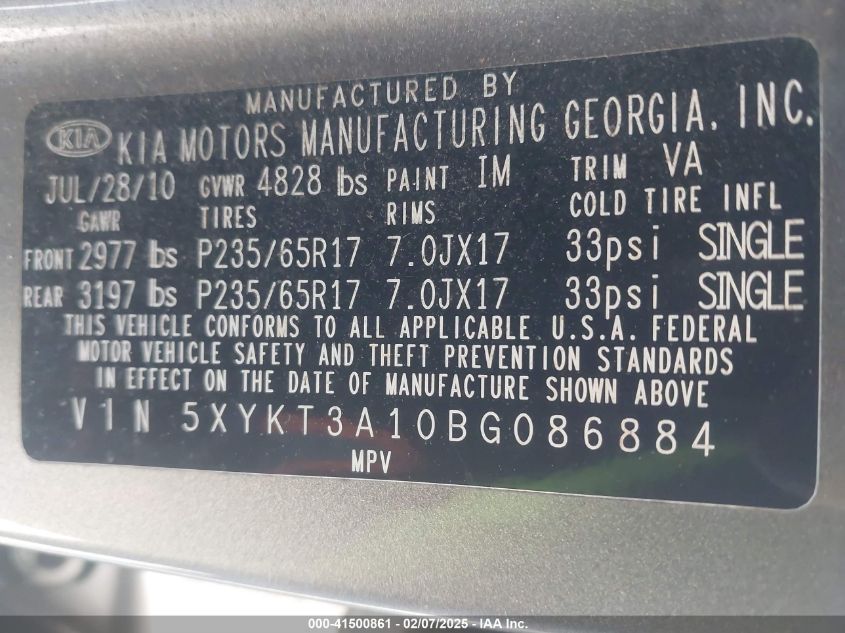 MANUFACTURED BY
KIA KIA MOTORS MANUFACTURING GEORGIA, INC.
JUL/28/10 GVWR 4828 lbs PAINT IM TRIM VA
GAWR TIRES RIMS COLD TIRE INFL
FRONT 2977 lbs P235/65R17 7.0JX17 33psi SINGLE
REAR 3197 lbs P235/65R17 7.0JX17 33psi SINGLE
THIS VEHICLE CONFORMS TO ALL APPLICABLE U.S.A. FEDERAL
MOTOR VEHICLE SAFETY AND THEFT PREVENTION STANDARDS
IN EFFECT ON THE DATE OF MANUFACTURE SHOWN ABOVE
VIN 5XYKT3A10BG086884
MPV
000-41500861 - 02/07/2025 - IAA Inc.